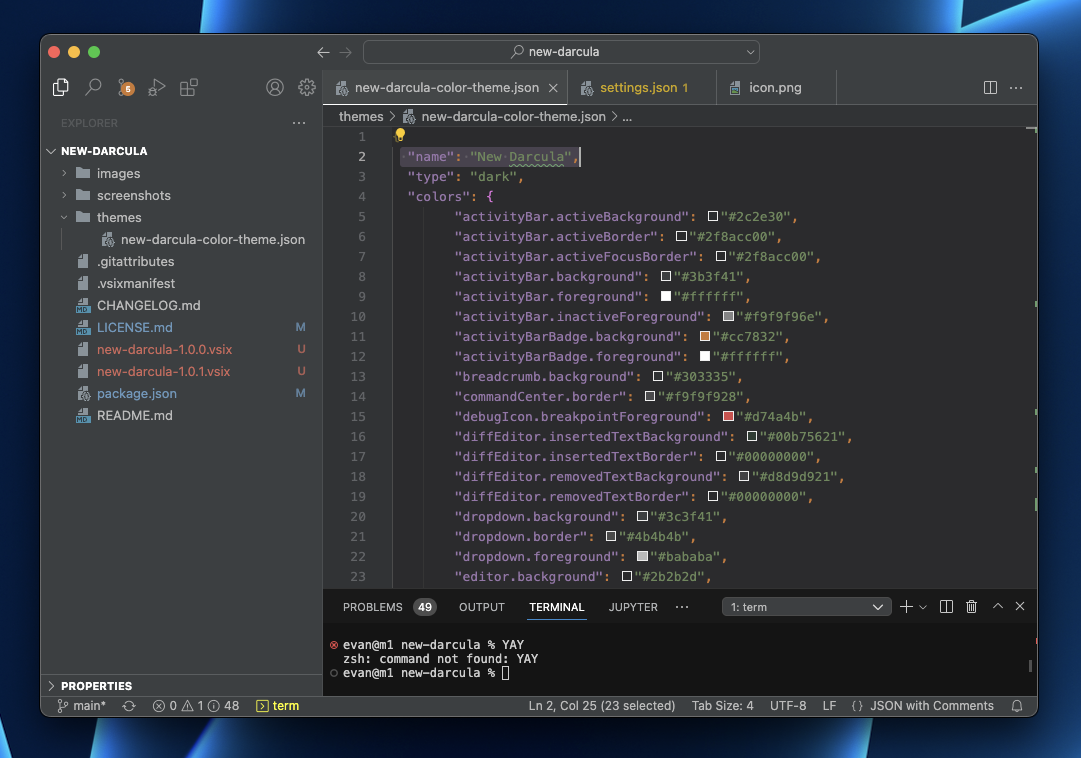 new-darcula
5
new-darcula-color-theme.json
settings.json 1
icon.png
EXPLORER
themes > new-darcula-color-theme.json > ...
NEW-DARCULA
images
screenshots
themes
new-darcula-color-theme.json
.gitattributes
.vsixmanifest
MD CHANGELOG.md
MD LICENSE.md M
new-darcula-1.0.0.vsix U
new-darcula-1.0.1.vsix U
package.json M
MD README.md
PROPERTIES
1
2 "name": "New Darcula",
3 "type": "dark",
4 "colors": {
5 "activityBar.activeBackground": "#2c2e30",
6 "activityBar.activeBorder": "#2f8acc00",
7 "activityBar.activeFocusBorder": "#2f8acc00",
8 "activityBar.background": "#3b3f41",
9 "activityBar.foreground": "#ffffff",
10 "activityBar.inactiveForeground": "#f9f9f96e",
11 "activityBarBadge.background": "#cc7832",
12 "activityBarBadge.foreground": "#ffffff",
13 "breadcrumb.background": "#303335",
14 "commandCenter.border": "#f9f9f928",
15 "debugIcon.breakpointForeground": "#d74a4b",
16 "diffEditor.insertedTextBackground": "#00b75621",
17 "diffEditor.insertedTextBorder": "#00000000",
18 "diffEditor.removedTextBackground": "#d8d9d921",
19 "diffEditor.removedTextBorder": "#00000000",
20 "dropdown.background": "#3c3f41",
21 "dropdown.border": "#4b4b4b",
22 "dropdown.foreground": "#bababa",
23 "editor.background": "#2b2b2d",
PROBLEMS 49 OUTPUT TERMINAL JUPYTER ... 1: term
evan@m1 new-darcula % YAY
zsh: command not found: YAY
evan@m1 new-darcula %
main* 0 1 48 term Ln 2, Col 25 (23 selected) Tab Size: 4 UTF-8 LF {} JSON with Comments